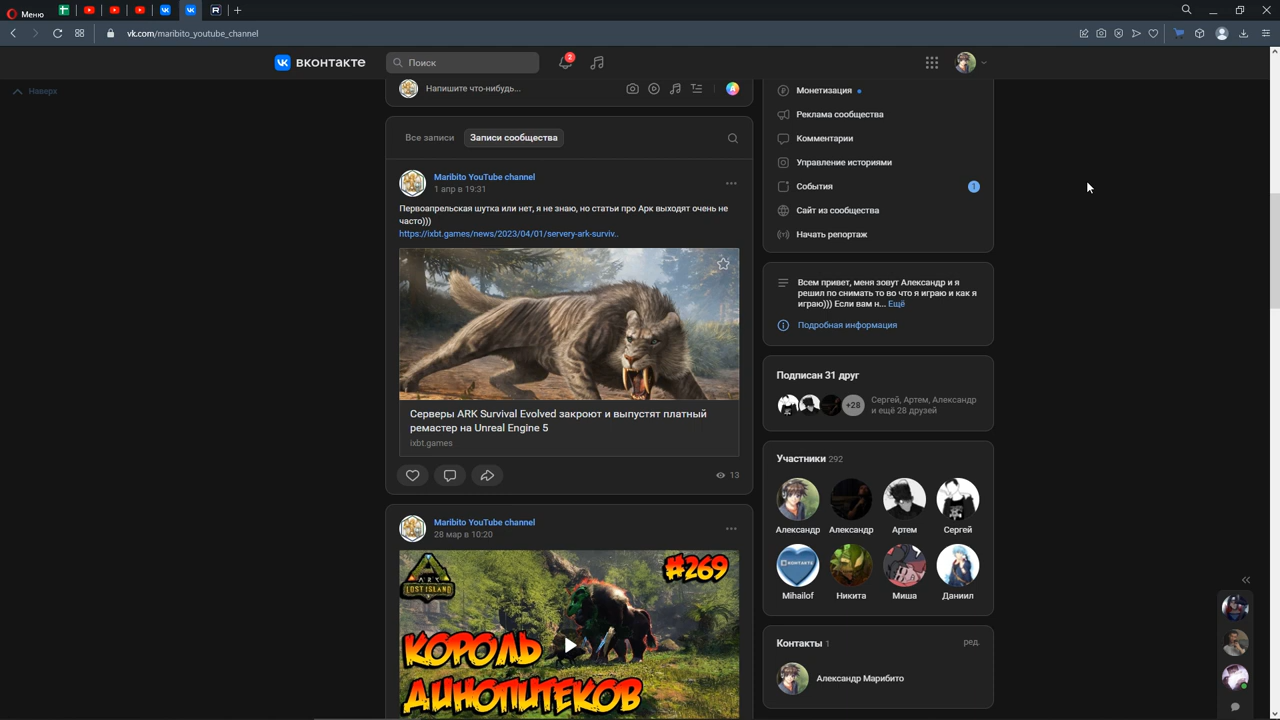 Меню
vk.com/maribito_youtube_channel
вконтакте
Поиск
2
Наверх
Напишите что-нибудь...
Все записи
Записи сообщества
Maribito YouTube channel
1 апр в 19:31
Первоапрельская шутка или нет, я не знаю, но статьи про Арк выходят очень не
часто)))
https://ixbt.games/news/2023/04/01/servery-ark-surviv..
Серверы ARK Survival Evolved закроют и выпустят платный
ремастер на Unreal Engine 5
ixbt.games
13
Maribito YouTube channel
28 мар в 10:20
ARK
LOST ISLAND
#269
КОРОЛЬ
ДИНОПИТЕКОВ
Монетизация
Реклама сообщества
Комментарии
Управление историями
События
1
Сайт из сообщества
Начать репортаж
Всем привет, меня зовут Александр и я
решил по снимать то во что я играю и как я
играю))) Если вам н... Ещё
Подробная информация
Подписан 31 друг
+28
Сергей, Артем, Александр
и ещё 28 друзей
Участники 292
Александр
Александр
Артем
Сергей
Mihailof
Никита
Миша
Даниил
Контакты 1
ред.
Александр Марибито